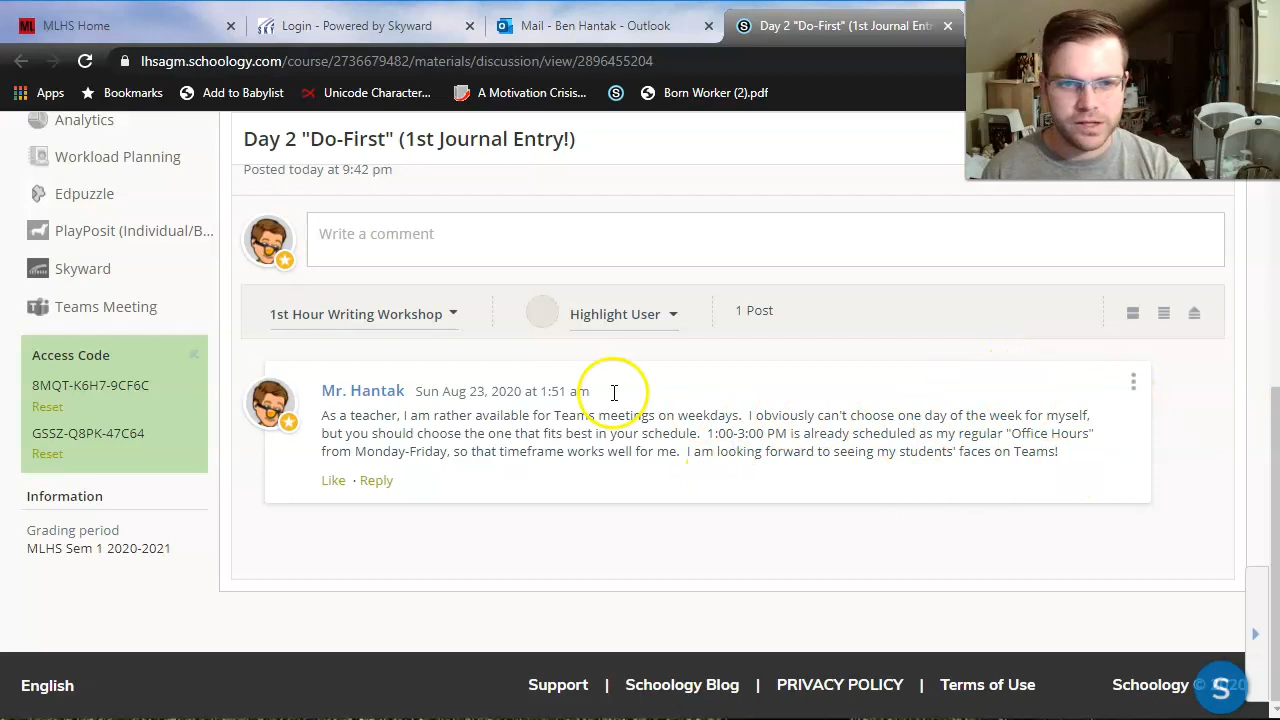 MLHS Home
Login - Powered by Skyward
Mail - Ben Hantak - Outlook
Day 2 "Do-First" (1st Journal Entr
lhsagm.schoology.com/course/2736679482/materials/discussion/view/2896455204
Apps
Bookmarks
Add to Babylist
Unicode Character...
A Motivation Crisis...
Born Worker (2).pdf
Analytics
Workload Planning
Edpuzzle
PlayPosit (Individual/B...
Skyward
Teams Meeting
Access Code
8MQT-K6H7-9CF6C
Reset
GSSZ-Q8PK-47C64
Reset
Information
Grading period
MLHS Sem 1 2020-2021
Day 2 "Do-First" (1st Journal Entry!)
Posted today at 9:42 pm
Write a comment
1st Hour Writing Workshop
Highlight User
1 Post
Mr. Hantak Sun Aug 23, 2020 at 1:51 am
As a teacher, I am rather available for Teams meetings on weekdays. I obviously can't choose one day of the week for myself,
but you should choose the one that fits best in your schedule. 1:00-3:00 PM is already scheduled as my regular "Office Hours"
from Monday-Friday, so that timeframe works well for me. I am looking forward to seeing my students' faces on Teams!
Like · Reply
English
Support | Schoology Blog | PRIVACY POLICY | Terms of Use
Schoology © 2020